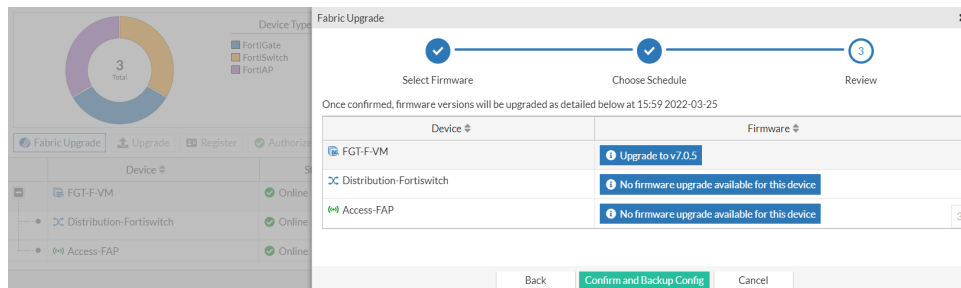 Device Type
FortiGate
FortiSwitch
FortiAP
3
Total
Fabric Upgrade
Upgrade
Register
Authorize
Device
St
FGT-F-VM
Online
Distribution-Fortiswitch
Online
Access-FAP
Online
Fabric Upgrade
Select Firmware
Choose Schedule
3
Review
Once confirmed, firmware versions will be upgraded as detailed below at 15:59 2022-03-25
Device
Firmware
FGT-F-VM
Upgrade to v7.0.5
Distribution-Fortiswitch
No firmware upgrade available for this device
Access-FAP
No firmware upgrade available for this device
3
Back
Confirm and Backup Config
Cancel